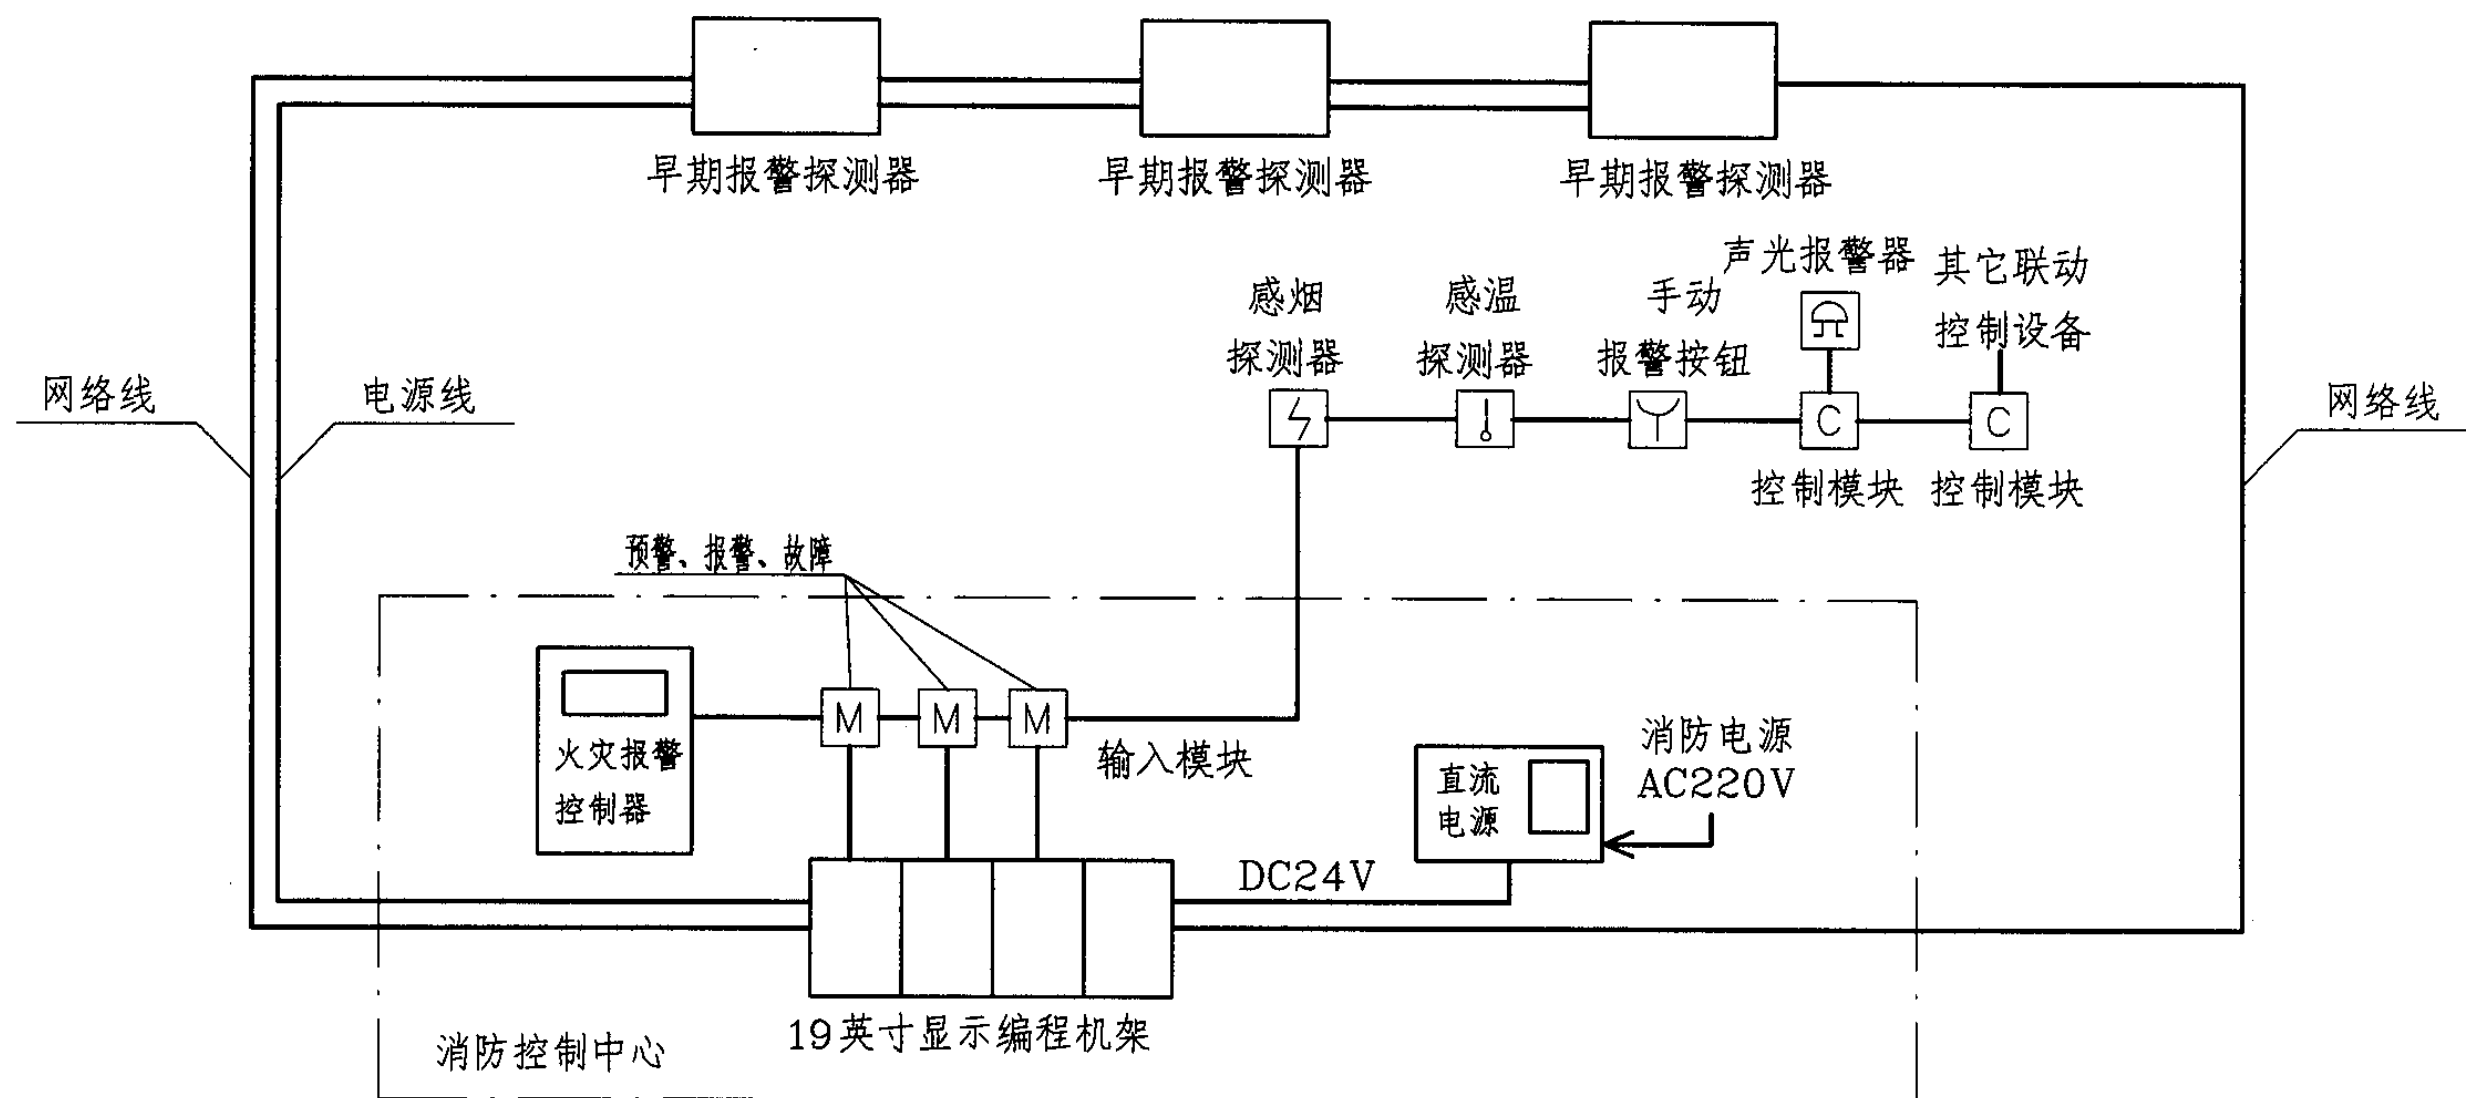 早期报警探测器
早期报警探测器
早期报警探测器
声光报警器
其它联动
控制设备
感烟
探测器
感温
探测器
手动
报警按钮
网络线
电源线
C
C
网络线
控制模块
控制模块
预警、报警、故障
M
M
M
火灾报警
控制器
输入模块
消防电源
AC220V
直流
电源
DC24V
19英寸显示编程机架
消防控制中心